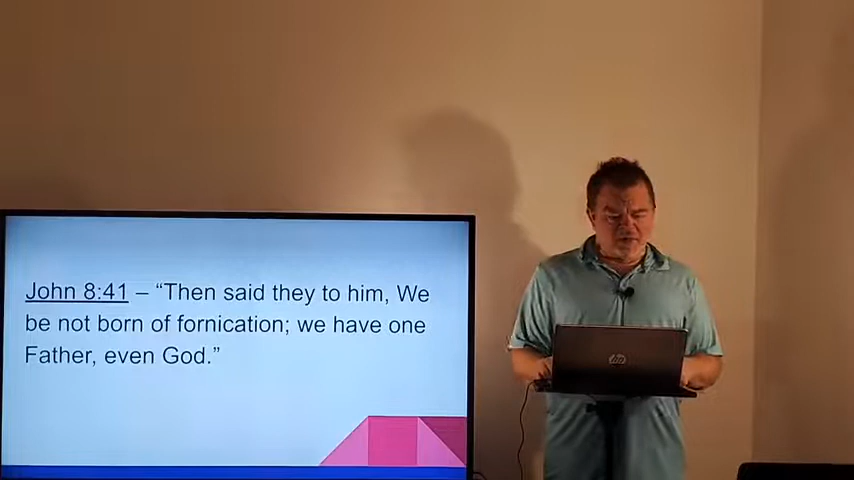 John 8:41 – “Then said they to him, We
be not born of fornication; we have one
Father, even God.”
hp